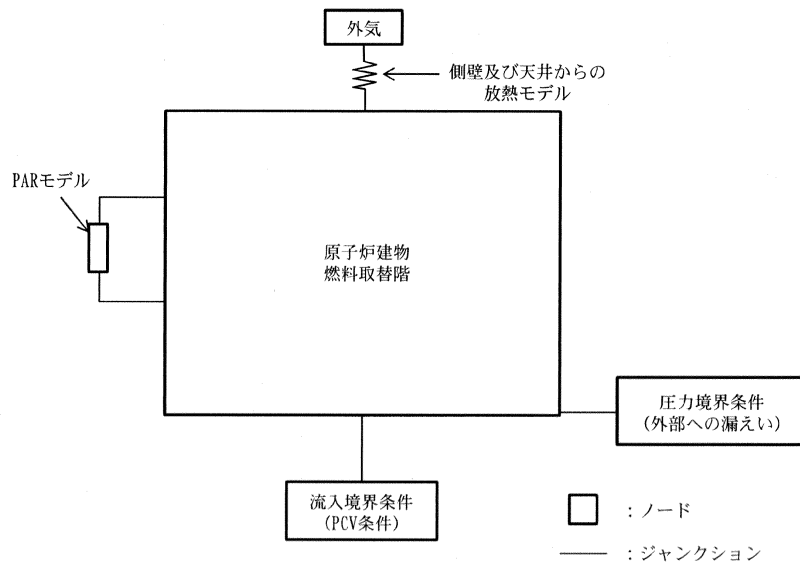 外気
側壁及び天井からの
放熱モデル
PARモデル
原子炉建物
燃料取替階
圧力境界条件
(外部への漏えい)
流入境界条件
(PCV条件)
：ノード
：ジャンクション